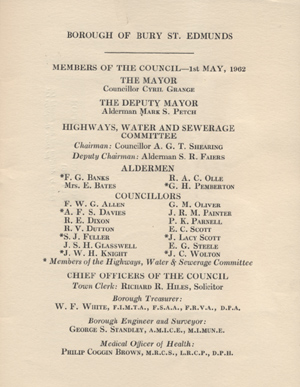 BOROUGH OF BURY ST. EDMUNDS
MEMBERS OF THE COUNCIL—1st MAY, 1962
THE MAYOR
Councillor CYRIL GRANGE
THE DEPUTY MAYOR
Alderman MARK S. PETCH
HIGHWAYS, WATER AND SEWERAGE
COMMITTEE
Chairman: Councillor A. G. T. SHEARING
Deputy Chairman: Alderman S. R. FAIERS
ALDERMEN
*F. G. BANKS R. A. C. OLLE
MRS. E. BATES *G. H. PEMBERTON
COUNCILLORS
F. W. G. ALLEN G. M. OLIVER
*A. F. S. DAVIES J. R. M. PAINTER
R. E. DIXON P. K. PARNELL
B. V. DUTTON E. C. SCOTT
*S. J. FULLER *J. LACY SCOTT
J. S. H. GLASSWELL E. G. STEELE
*J. W. H. KNIGHT *J. C. WOLTON
* Members of the Highways, Water & Sewerage Committee
CHIEF OFFICERS OF THE COUNCIL
Town Clerk: RICHARD R. HILES, Solicitor
Borough Treasurer:
W. F. WHITE, F.I.M.T.A., F.S.A.A., F.R.V.A., D.F.A.
Borough Engineer and Surveyor:
GEORGE S. STANDLEY, A.M.I.C.E., M.I.MUN.E.
Medical Officer of Health:
PHILIP COGGIN BROWN, M.R.C.S., L.R.C.P., D.P.H.